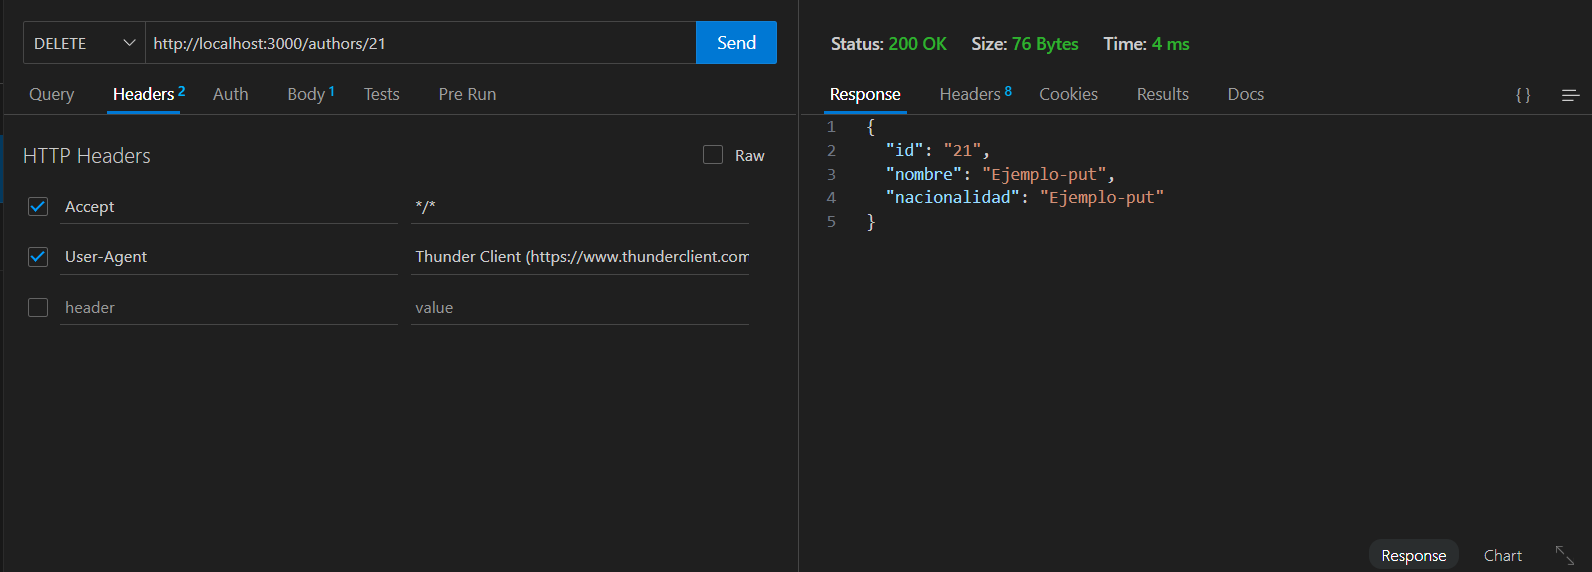 DELETE http://localhost:3000/authors/21 Send
Query Headers 2 Auth Body 1 Tests Pre Run
HTTP Headers Raw
Accept */*
User-Agent Thunder Client (https://www.thunderclient.com
header value
Status: 200 OK Size: 76 Bytes Time: 4 ms
Response Headers 8 Cookies Results Docs { }
1 {
2 "id": "21",
3 "nombre": "Ejemplo-put",
4 "nacionalidad": "Ejemplo-put"
5 }
Response Chart